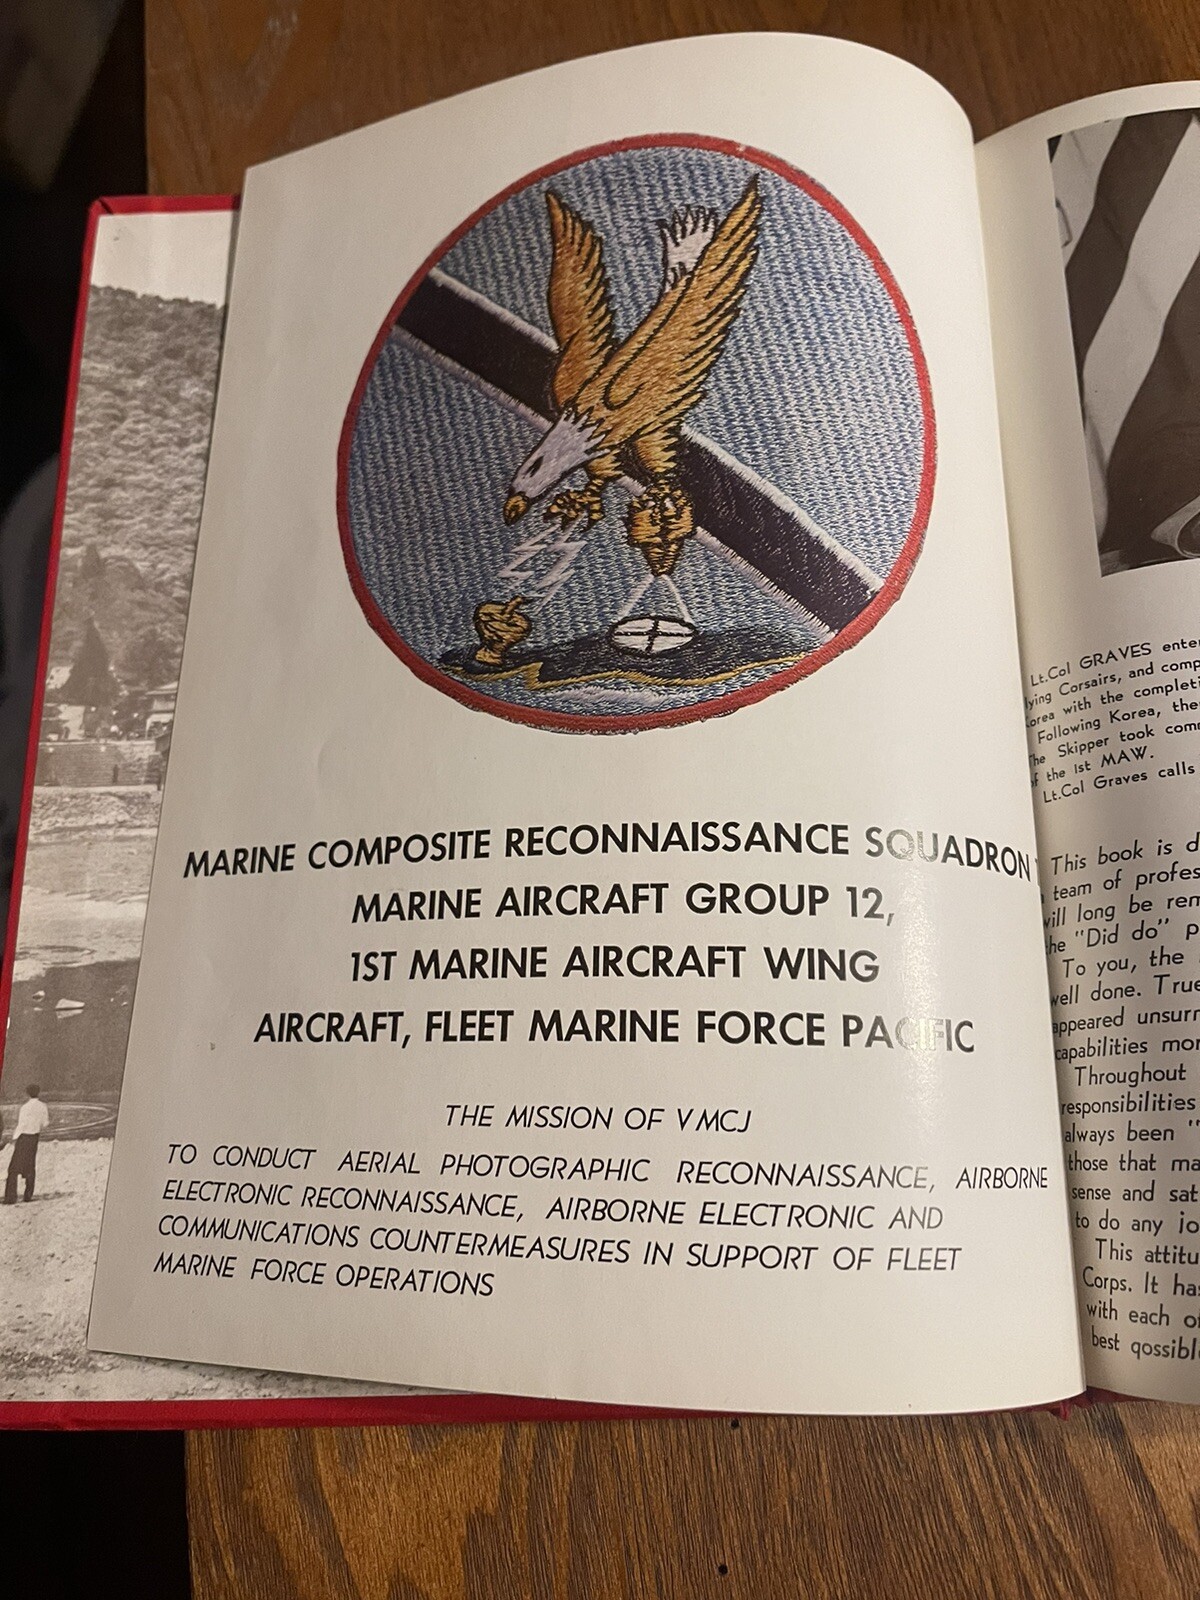 MARINE COMPOSITE RECONNAISSANCE SQUADRON
MARINE AIRCRAFT GROUP 12,
1ST MARINE AIRCRAFT WING
AIRCRAFT, FLEET MARINE FORCE PACIFIC
THE MISSION OF VMCJ
TO CONDUCT AERIAL PHOTOGRAPHIC RECONNAISSANCE, AIRBORNE
ELECTRONIC RECONNAISSANCE, AIRBORNE ELECTRONIC AND
COMMUNICATIONS COUNTERMEASURES IN SUPPORT OF FLEET
MARINE FORCE OPERATIONS
Lt.Col GRAVES
Corsairs, and
with the
Following Korea,
Skipper took
the 1st MAW.
Lt.Col Graves calls
This book is
team of
will long be
the "Did do"
To you, the
well done.
appeared
capabilities
Throughout
responsibilities
always been
those that
sense and
to do any
This
Corps. It
with each
best